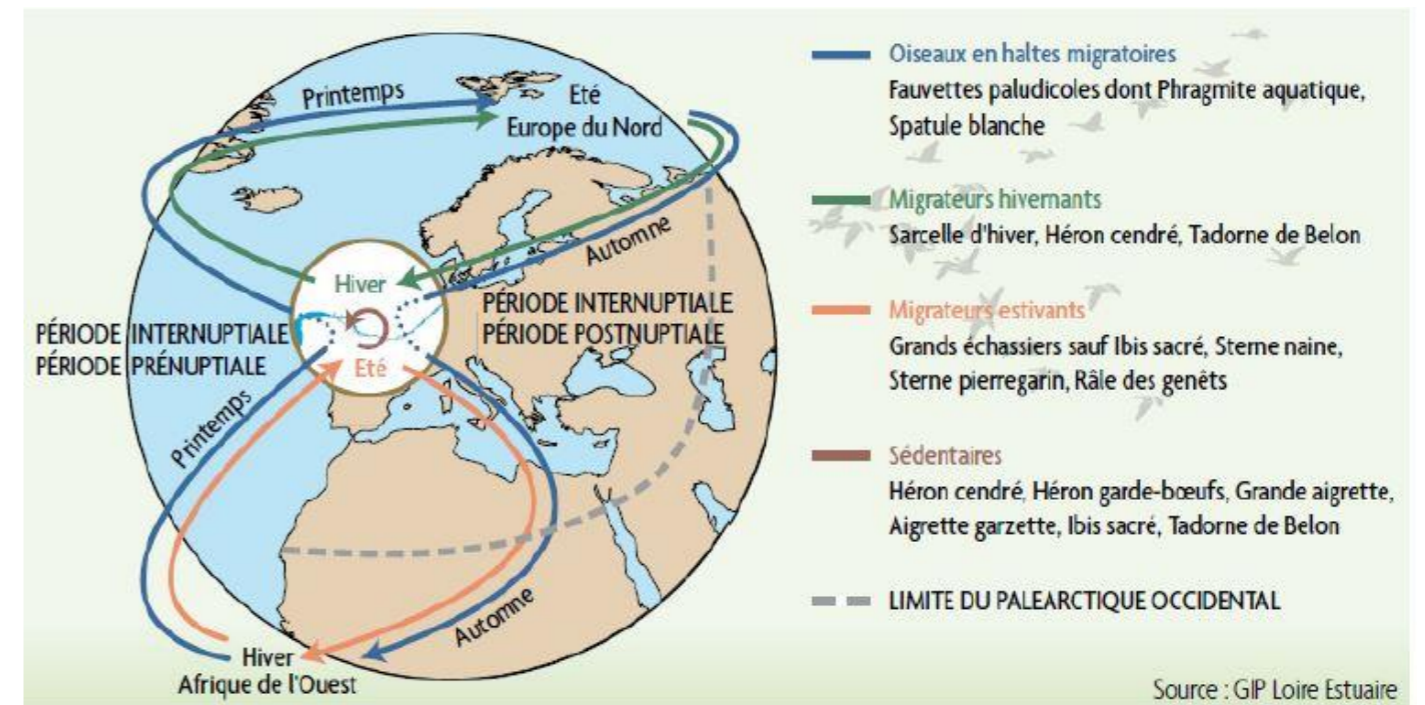 Printemps
Eté
Europe du Nord
Automne
Hiver
PÉRIODE INTERNUPTIALE
PÉRIODE POSTNUPTIALE
PÉRIODE INTERNUPTIALE
PÉRIODE PRÉNUPTIALE
Eté
Printemps
Automne
Hiver
Afrique de l'Ouest
Oiseaux en haltes migratoires
Fauvettes paludicoles dont Phragmite aquatique,
Spatule blanche
Migrateurs hivernants
Sarcelle d'hiver, Héron cendré, Tadorne de Belon
Migrateurs estivants
Grands échassiers sauf Ibis sacré, Sterne naine,
Sterne pierregarin, Râle des genêts
Sédentaires
Héron cendré, Héron garde-bœufs, Grande aigrette,
Aigrette garzette, Ibis sacré, Tadorne de Belon
LIMITE DU PALEARCTIQUE OCCIDENTAL
Source : GIP Loire Estuaire